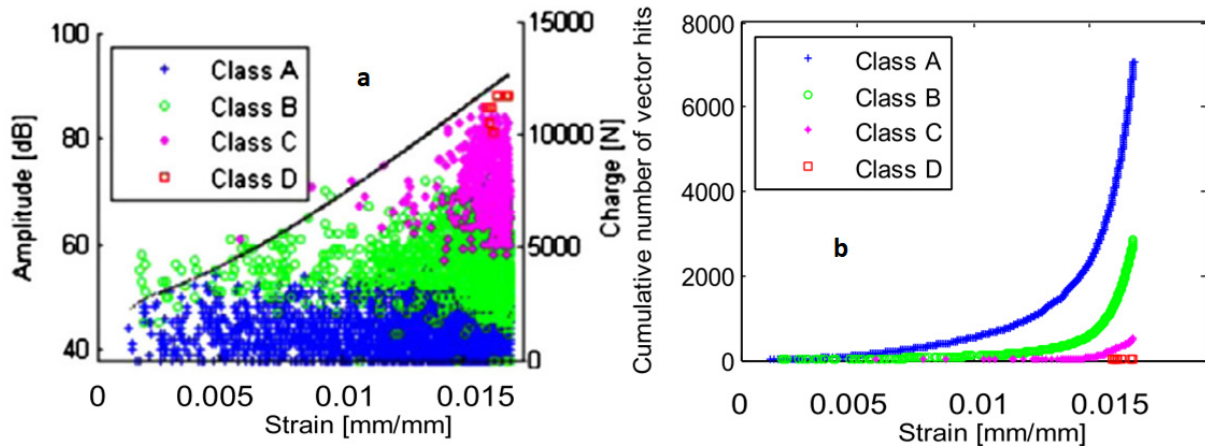 100
80
60
40
Amplitude [dB]
Class A
Class B
Class C
Class D
a
15000
10000
5000
0
Charge [N]
0 0.005 0.01 0.015
Strain [mm/mm]
8000
6000
4000
2000
0
Cumulative number of vector hits
Class A
Class B
Class C
Class D
b
0 0.005 0.01 0.015
Strain [mm/mm]